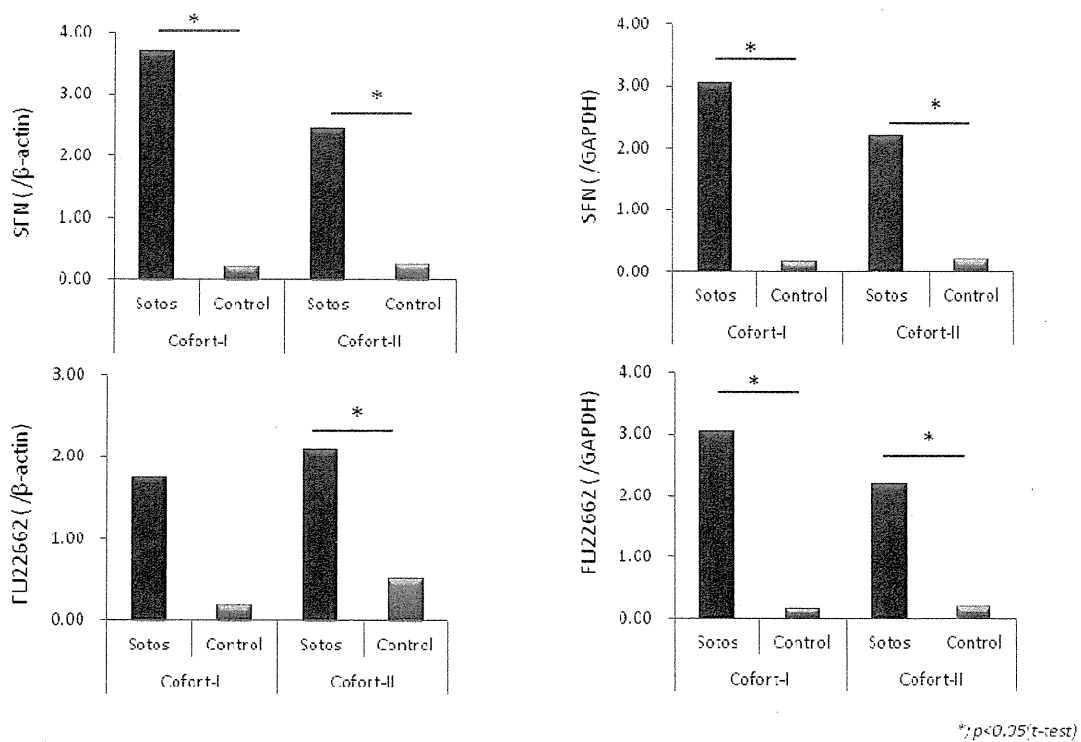 SFN (/β-actin)
4.00
3.00
2.00
1.00
0.00
*
*
Sotos Control Sotos Control
Cofort-I Cofort-II
SFN (/GAPDH)
4.00
3.00
2.00
1.00
0.00
*
*
Sotos Control Sotos Control
Cofort-I Cofort-II
FLJ22662 (/β-actin)
3.00
2.00
1.00
0.00
*
Sotos Control Sotos Control
Cofort-I Cofort-II
FLJ22662 (/GAPDH)
4.00
3.00
2.00
1.00
0.00
*
*
Sotos Control Sotos Control
Cofort-I Cofort-II
*; p<0.05(t-test)